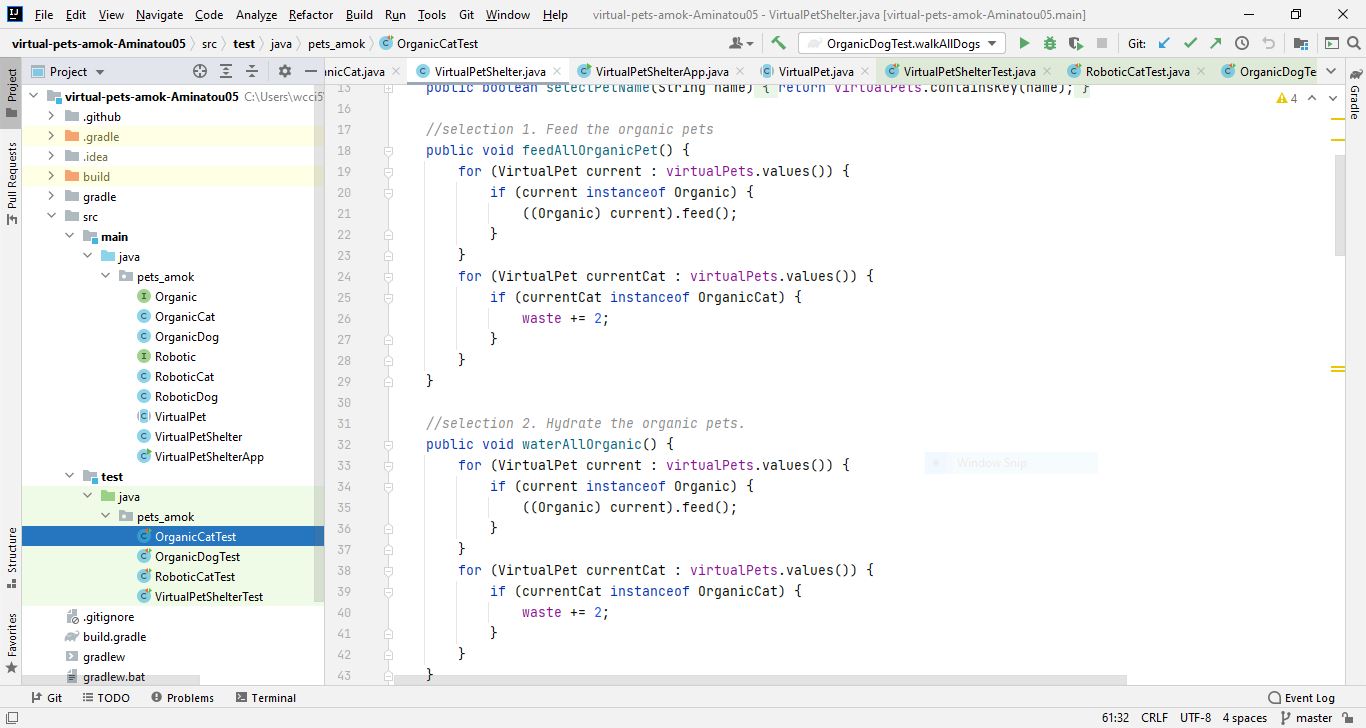 File Edit View Navigate Code Analyze Refactor Build Run Tools Git Window Help virtual-pets-amok-Aminatou05 - VirtualPetShelter.java [virtual-pets-amok-Aminatou05.main]
virtual-pets-amok-Aminatou05 src test java pets_amok OrganicCatTest OrganicDogTest.walkAllDogs Git:
Project nicCat.java VirtualPetShelter.java VirtualPetShelterApp.java VirtualPet.java VirtualPetShelterTest.java RoboticCatTest.java OrganicDogTe
Project
Pull Requests
Structure
Favorites
virtual-pets-amok-Aminatou05 C:\Users\wcci5
.github
.gradle
.idea
build
gradle
src
main
java
pets_amok
Organic
OrganicCat
OrganicDog
Robotic
RoboticCat
RoboticDog
VirtualPet
VirtualPetShelter
VirtualPetShelterApp
test
java
pets_amok
OrganicCatTest
OrganicDogTest
RoboticCatTest
VirtualPetShelterTest
.gitignore
build.gradle
gradlew
gradlew.bat
15 public boolean selectPetName(String name) { return virtualPets.containsKey(name); }
16
17 //selection 1. Feed the organic pets
18 public void feedAllOrganicPet() {
19 for (VirtualPet current : virtualPets.values()) {
20 if (current instanceof Organic) {
21 ((Organic) current).feed();
22 }
23 }
24 for (VirtualPet currentCat : virtualPets.values()) {
25 if (currentCat instanceof OrganicCat) {
26 waste += 2;
27 }
28 }
29 }
30
31 //selection 2. Hydrate the organic pets.
32 public void waterAllOrganic() {
33 for (VirtualPet current : virtualPets.values()) {
34 if (current instanceof Organic) {
35 ((Organic) current).feed();
36 }
37 }
38 for (VirtualPet currentCat : virtualPets.values()) {
39 if (currentCat instanceof OrganicCat) {
40 waste += 2;
41 }
42 }
43 }
4
Window Snip
Gradle
Git TODO Problems Terminal Event Log
61:32 CRLF UTF-8 4 spaces master